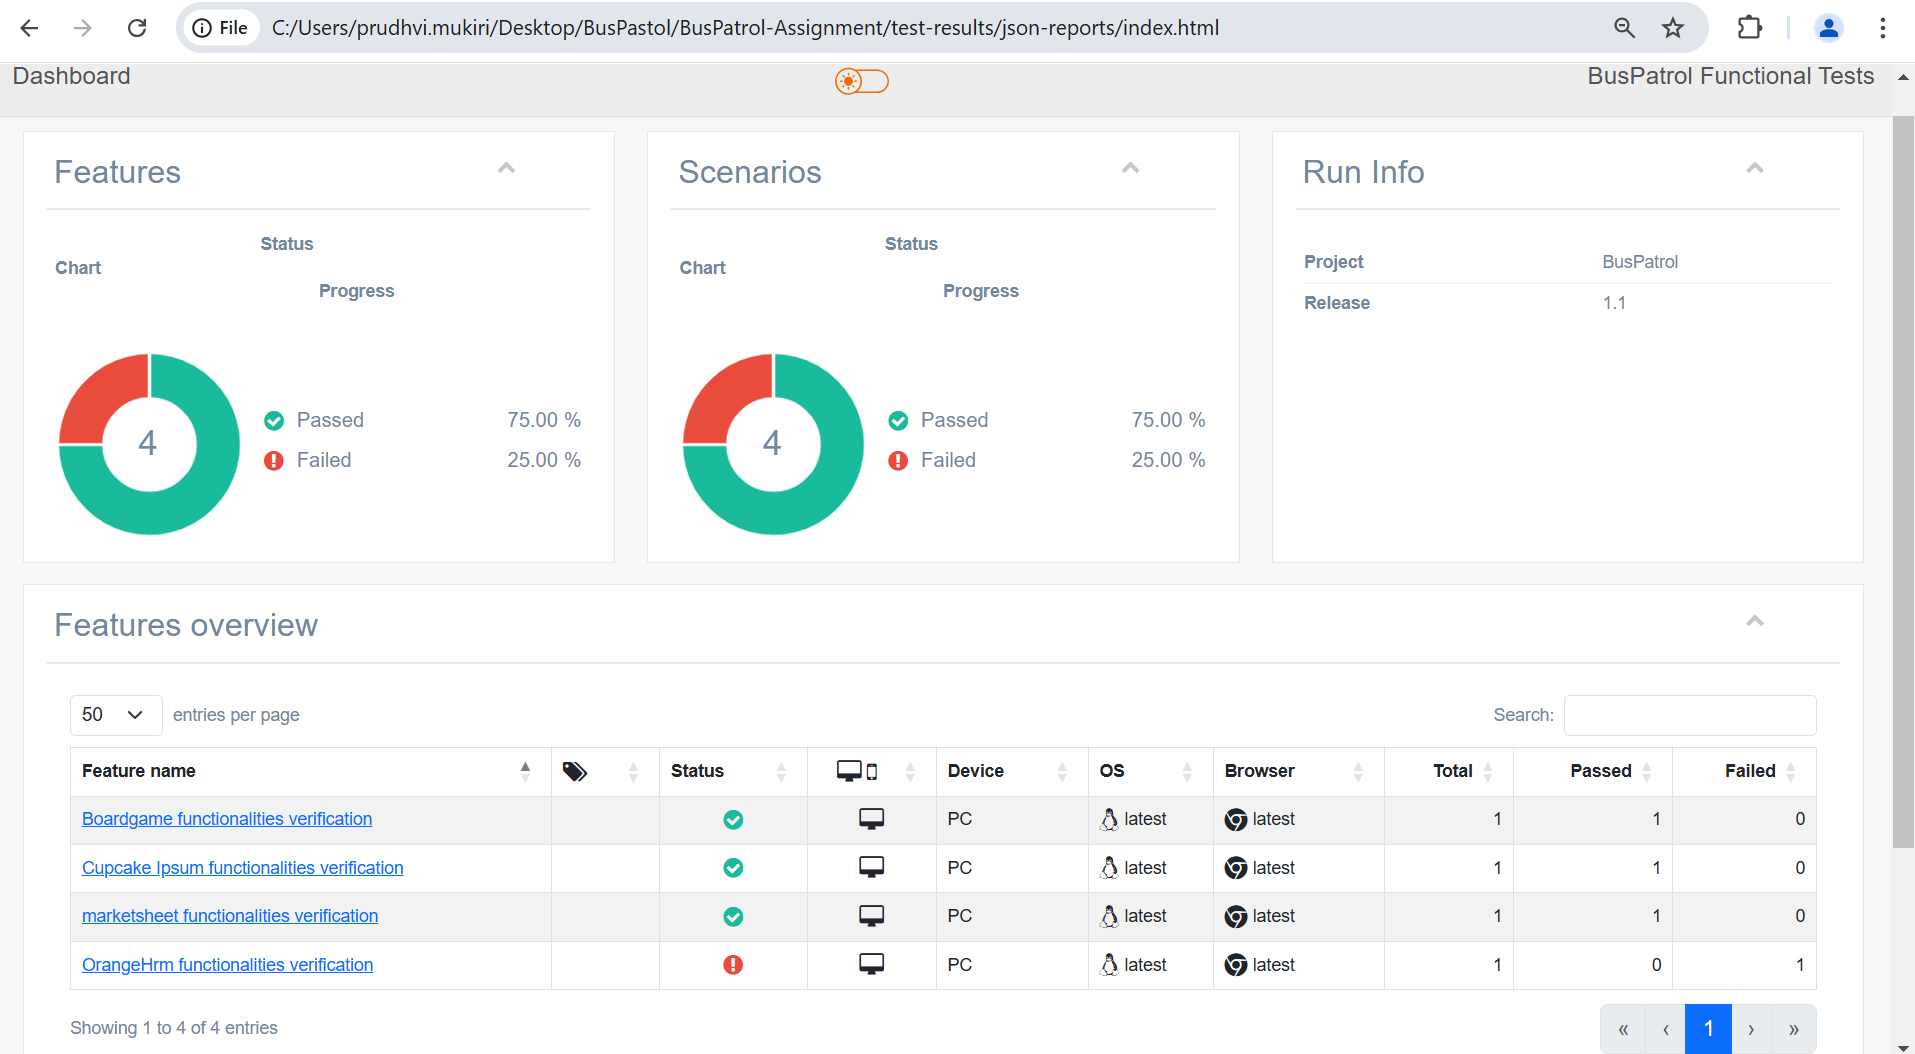 File C:/Users/prudhvi.mukiri/Desktop/BusPastol/BusPatrol-Assignment/test-results/json-reports/index.html
Dashboard BusPatrol Functional Tests
Features
Status
Chart
Progress
4
Passed 75.00 %
Failed 25.00 %
Scenarios
Status
Chart
Progress
4
Passed 75.00 %
Failed 25.00 %
Run Info
Project BusPatrol
Release 1.1
Features overview
50 entries per page Search:
Feature name Status Device OS Browser Total Passed Failed
Boardgame functionalities verification PC latest latest 1 1 0
Cupcake Ipsum functionalities verification PC latest latest 1 1 0
marketsheet functionalities verification PC latest latest 1 1 0
OrangeHrm functionalities verification PC latest latest 1 0 1
Showing 1 to 4 of 4 entries « ‹ 1 › »